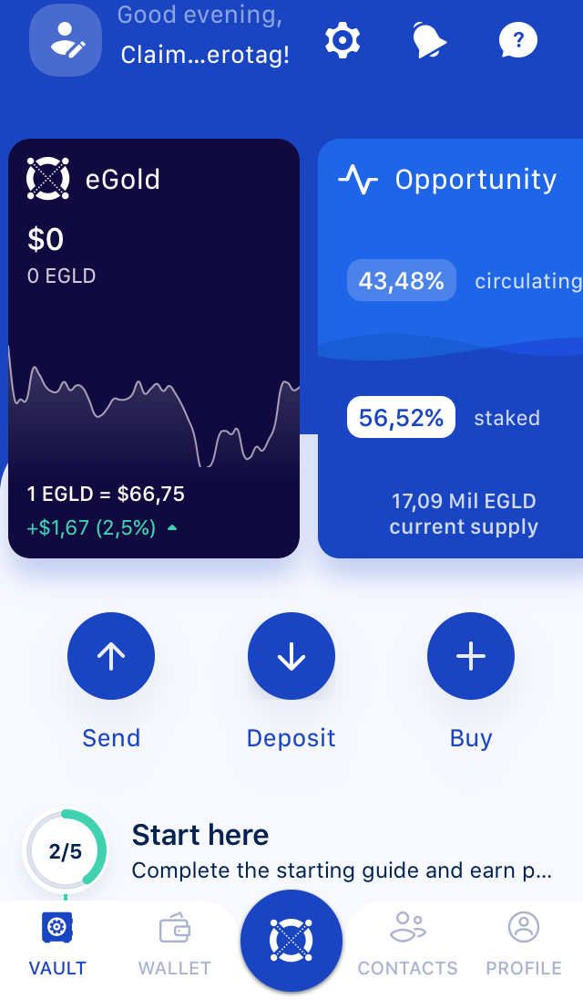 Good evening,
Claim...erotag!
?
eGold
$0
0 EGLD
1 EGLD = $66,75
+$1,67 (2,5%)
Opportunity
43,48% circulating
56,52% staked
17,09 Mil EGLD
current supply
Send
Deposit
Buy
2/5
Start here
Complete the starting guide and earn p...
VAULT
WALLET
CONTACTS
PROFILE